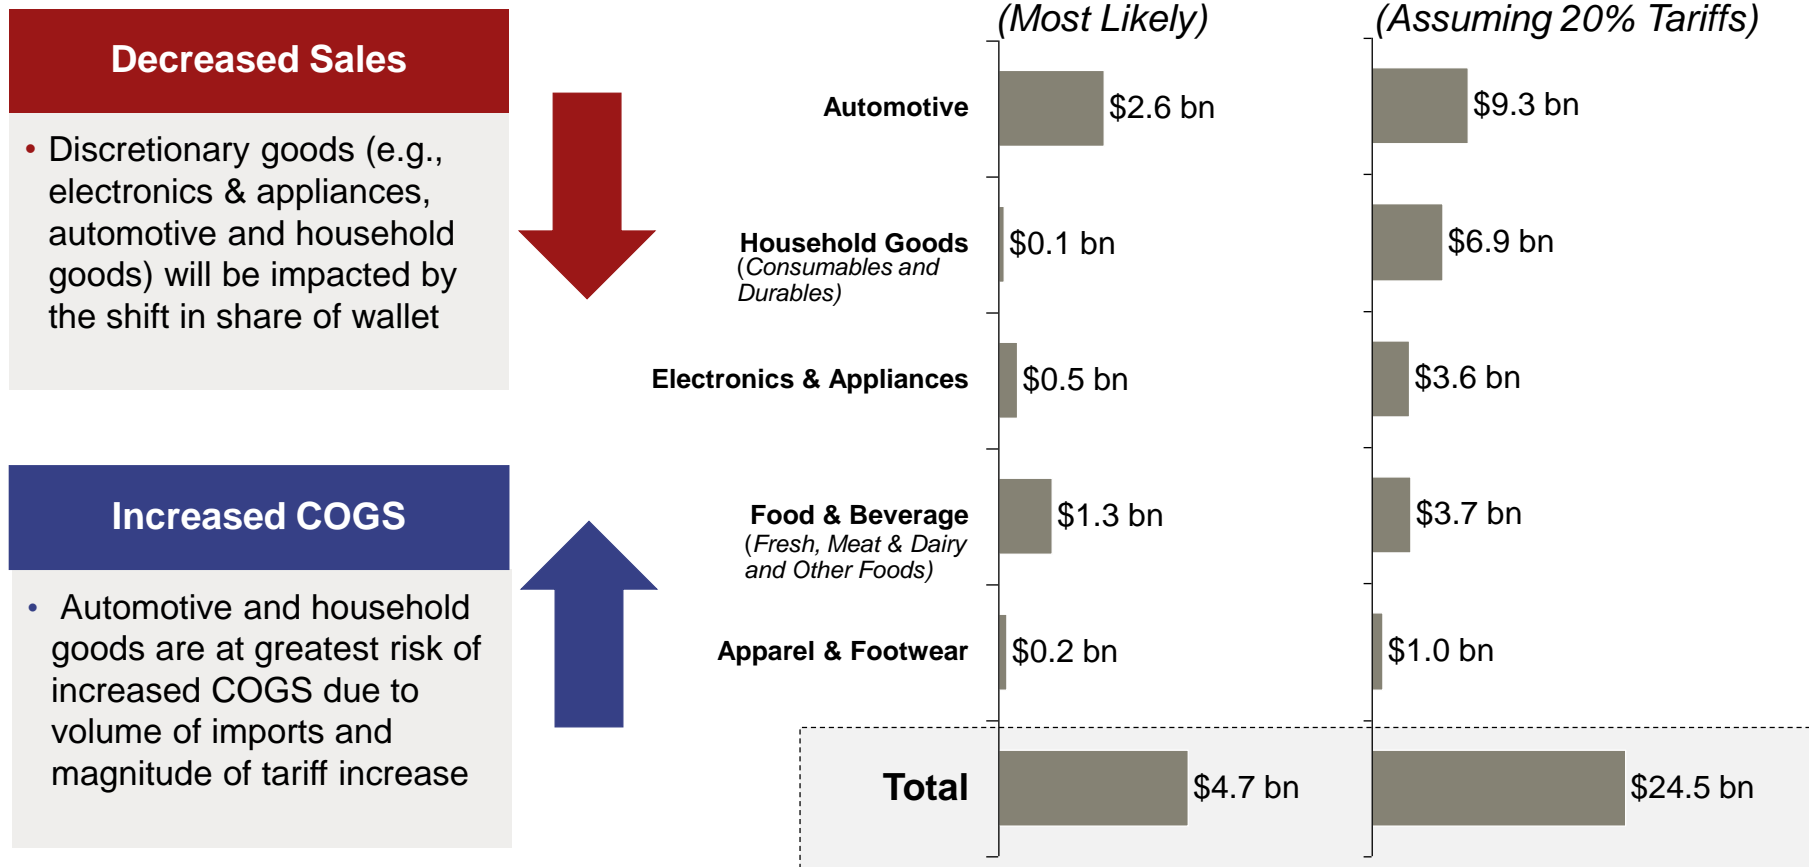 Decreased Sales
• Discretionary goods (e.g.,
electronics & appliances,
automotive and household
goods) will be impacted by
the shift in share of wallet
Increased COGS
• Automotive and household
goods are at greatest risk of
increased COGS due to
volume of imports and
magnitude of tariff increase
(Most Likely) (Assuming 20% Tariffs)
Automotive $2.6 bn $9.3 bn
Household Goods $0.1 bn $6.9 bn
(Consumables and
Durables)
Electronics & Appliances $0.5 bn $3.6 bn
Food & Beverage $1.3 bn $3.7 bn
(Fresh, Meat & Dairy
and Other Foods)
Apparel & Footwear $0.2 bn $1.0 bn
Total $4.7 bn $24.5 bn